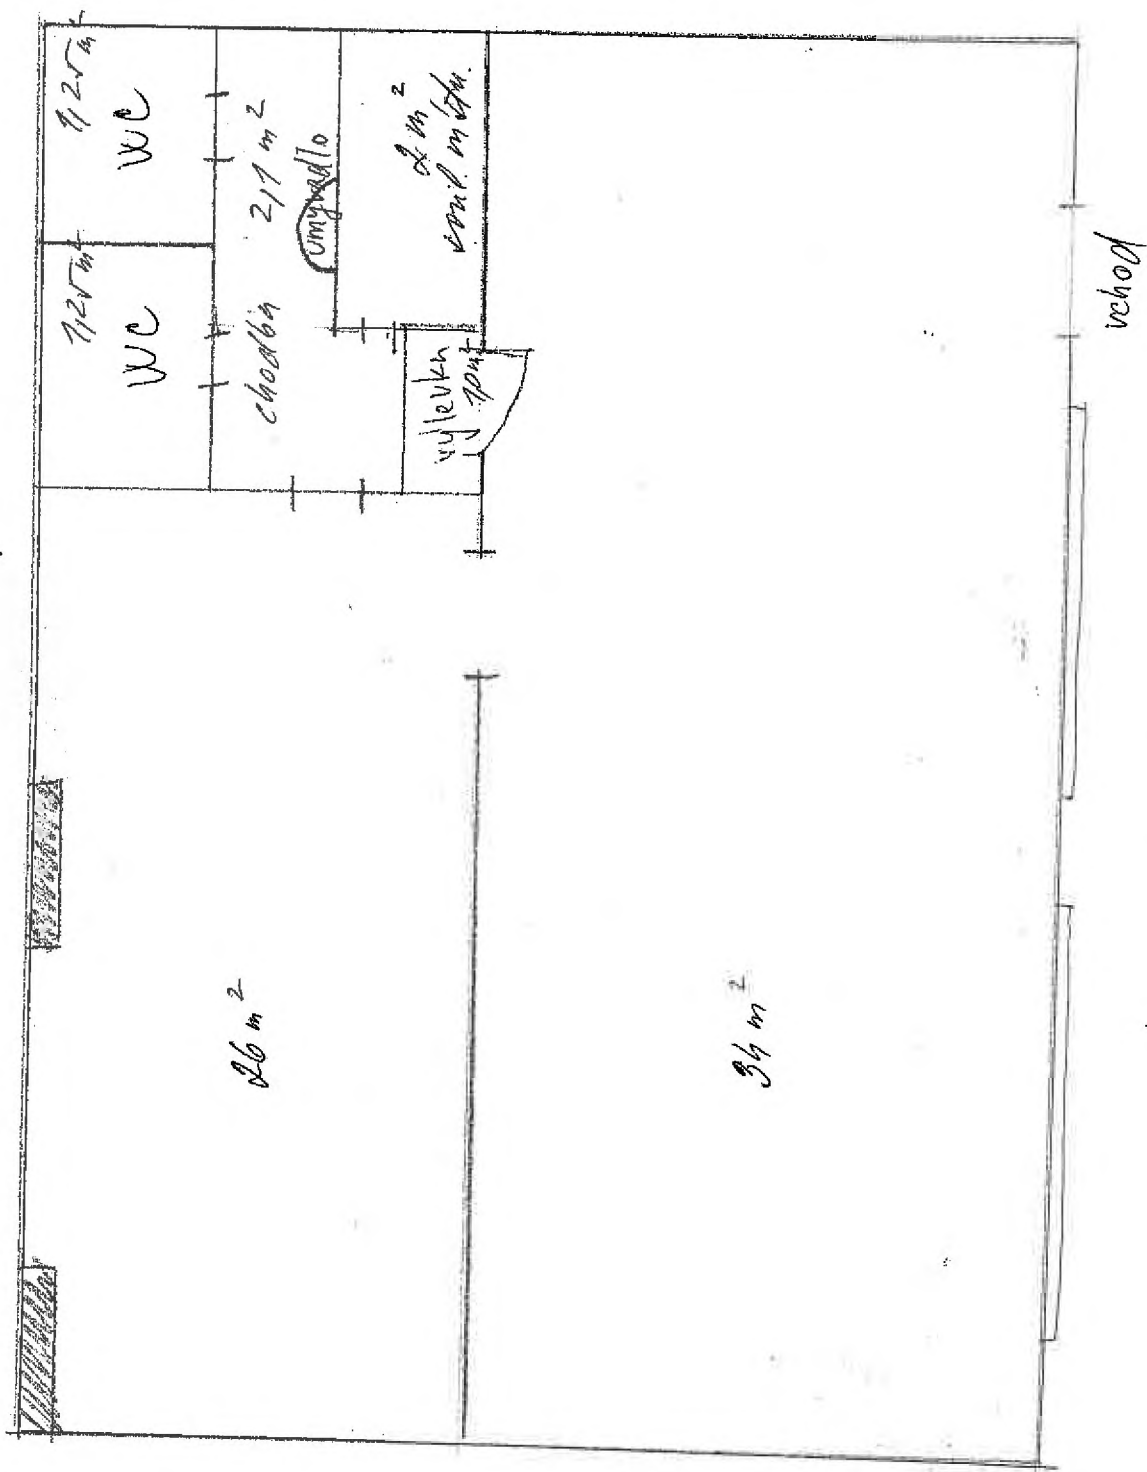 1,25 m²
WC
1,25 m²
WC
chodba 2,1 m²
umyvadlo
2 m²
výlevka
26 m²
34 m²
vchod